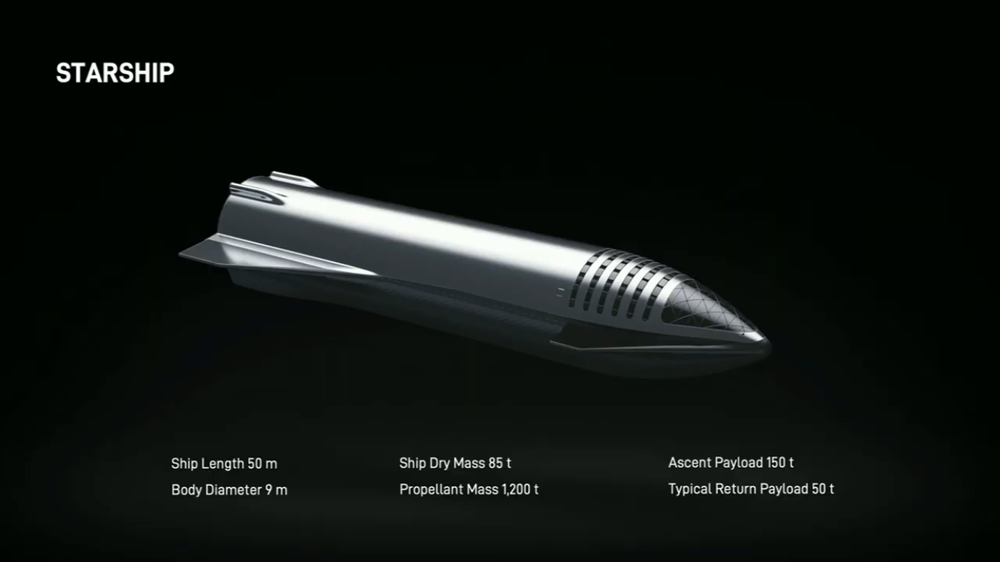 STARSHIP
Ship Length 50 m
Body Diameter 9 m
Ship Dry Mass 85 t
Propellant Mass 1,200 t
Ascent Payload 150 t
Typical Return Payload 50 t